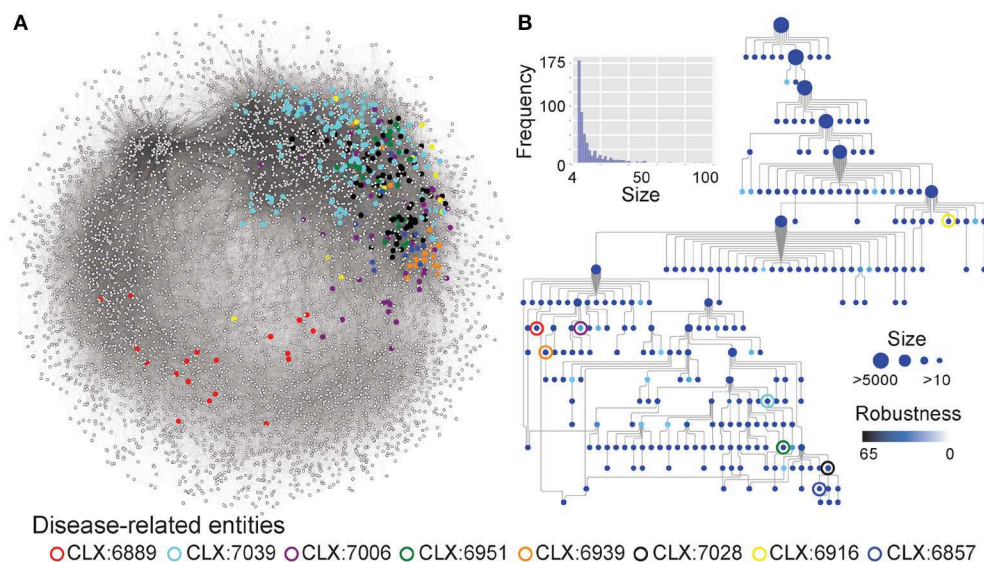 A
B
175
100
0
Frequency
4 50 100
Size
Size
>5000 >10
Robustness
65 0
Disease-related entities
CLX:6889 CLX:7039 CLX:7006 CLX:6951 CLX:6939 CLX:7028 CLX:6916 CLX:6857